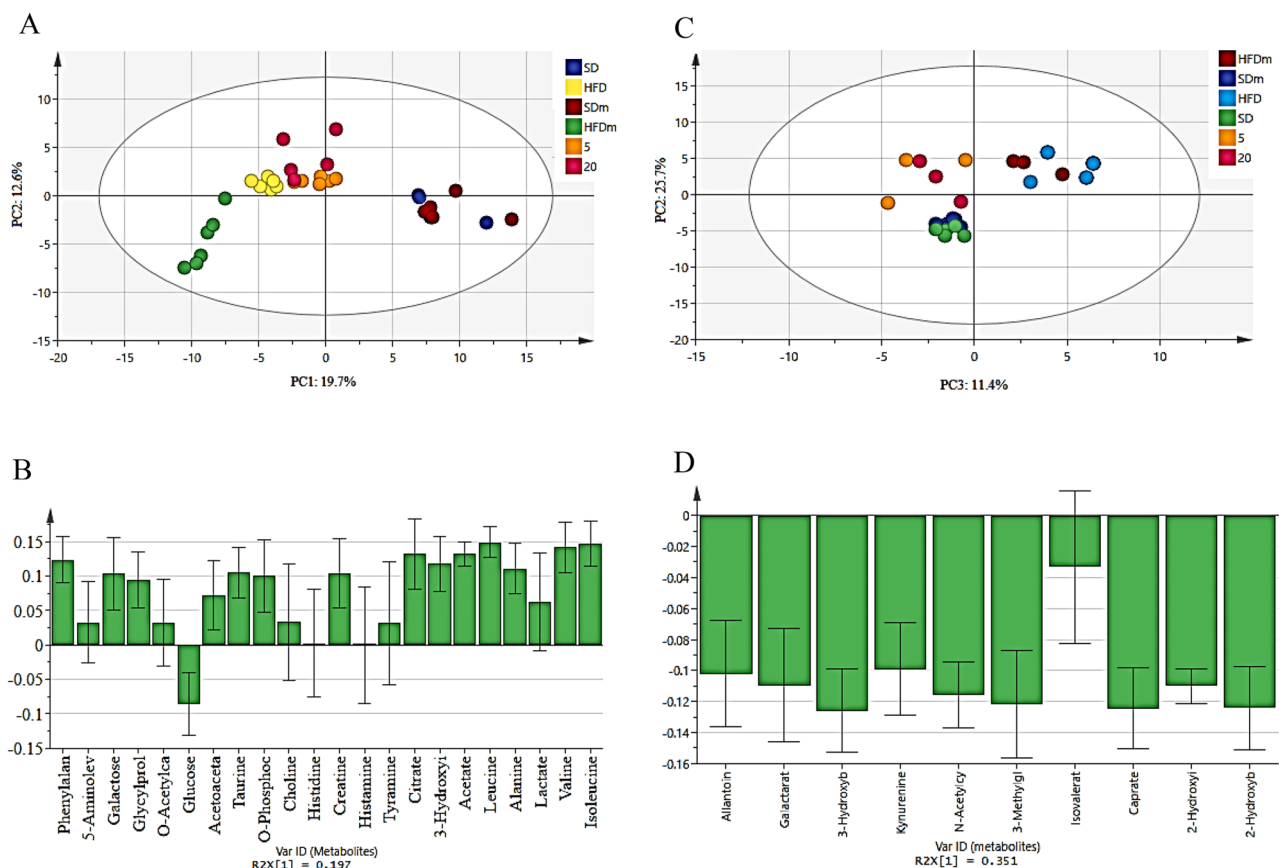 A
SD
HFD
SDm
HFDm
5
20
10
5
0
-5
-10
-15
-20 -15 -10 -5 0 5 10 15
PC2: 12.6%
PC1: 19.7%
C
HFDm
SDm
HFD
SD
5
20
20
15
10
5
0
-5
-10
-15
-20
-15 -10 -5 0 5 10 15
PC2: 25.7%
PC3: 11.4%
B
0.15
0.1
0.05
0
-0.05
-0.1
-0.15
Phenylalan
5-Aminolev
Galactose
Glycylprol
O-Acetylca
Glucose
Acetoaceta
Taurine
O-Phosphoc
Choline
Histidine
Creatine
Histamine
Tyramine
Citrate
3-Hydroxyi
Acetate
Leucine
Alanine
Lactate
Valine
Isoleucine
Var ID (Metabolites)
R2X[1] = 0.197
D
0
-0.02
-0.04
-0.06
-0.08
-0.1
-0.12
-0.14
-0.16
Allantoin
Galactarat
3-Hydroxyb
Kynurenine
N-Acetylcy
3-Methylgl
Isovalerat
Caprate
2-Hydroxyi
2-Hydroxyb
Var ID (metabolites)
R2X[1] = 0.351